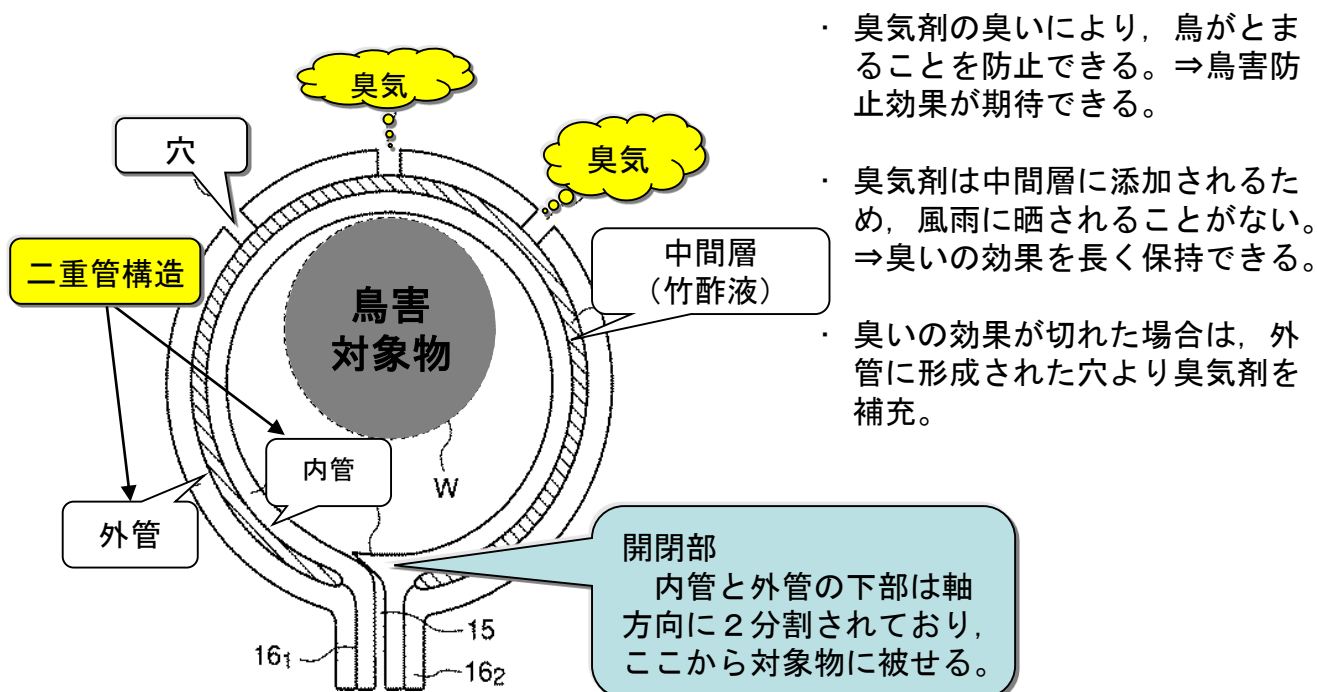 ・ 臭気剤の臭いにより，鳥がとま
ることを防止できる。⇒鳥害防
止効果が期待できる。
・ 臭気剤は中間層に添加されるた
め，風雨に晒されることがない。
⇒臭いの効果を長く保持できる。
・ 臭いの効果が切れた場合は，外
管に形成された穴より臭気剤を
補充。
臭気
臭気
穴
二重管構造
中間層
（竹酢液）
鳥害
対象物
内管
W
外管
開閉部
内管と外管の下部は軸
方向に２分割されており，
ここから対象物に被せる。
15
161
162